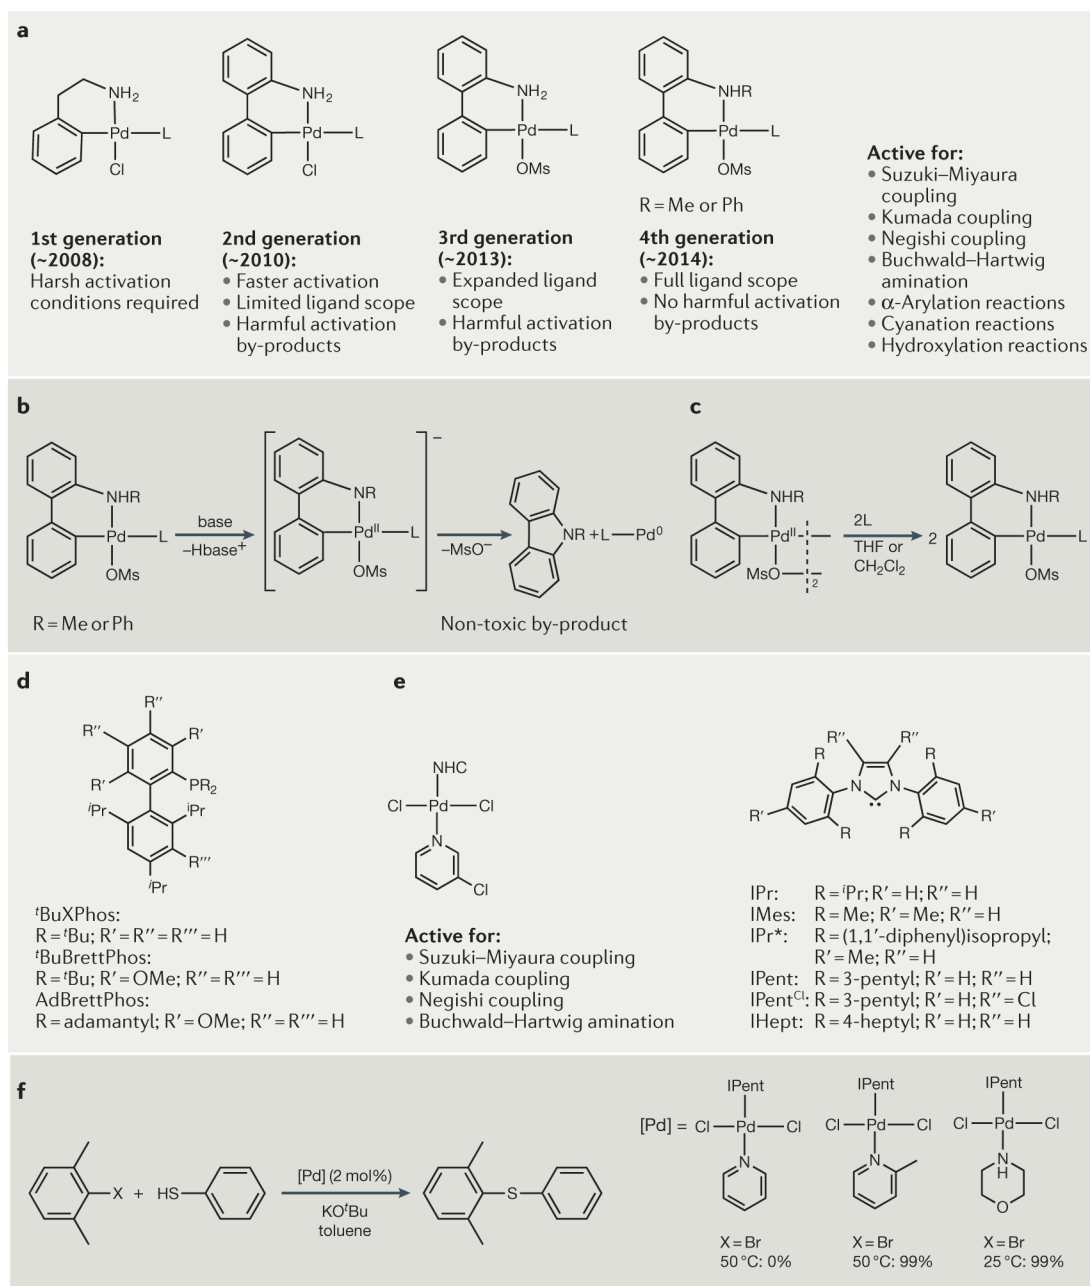 a
NH₂
Pd
L
Cl
1st generation
(~2008):
Harsh activation
conditions required
NH₂
Pd
L
Cl
2nd generation
(~2010):
• Faster activation
• Limited ligand scope
• Harmful activation
by-products
NH₂
Pd
L
OMs
3rd generation
(~2013):
• Expanded ligand
scope
• Harmful activation
by-products
NHR
Pd
L
OMs
R = Me or Ph
4th generation
(~2014):
• Full ligand scope
• No harmful activation
by-products
Active for:
• Suzuki–Miyaura
coupling
• Kumada coupling
• Negishi coupling
• Buchwald–Hartwig
amination
• α-Arylation reactions
• Cyanation reactions
• Hydroxylation reactions
b
NHR
Pd
L
OMs
R = Me or Ph
base
–Hbase⁺
NR
Pdᴵᴵ
L
OMs
–
–MsO⁻
NR + L
Pd⁰
Non-toxic by-product
c
NHR
Pdᴵᴵ
MsO
2
2L
THF or
CH₂Cl₂
2
NHR
Pd
L
OMs
d
R′′
R′′
R′
R′
PR₂
ⁱPr
ⁱPr
R′′′
ⁱPr
ᵗBuXPhos:
R = ᵗBu; R′ = R′′ = R′′′ = H
ᵗBuBrettPhos:
R = ᵗBu; R′ = OMe; R′′ = R′′′ = H
AdBrettPhos:
R = adamantyl; R′ = OMe; R′′ = R′′′ = H
e
NHC
Cl
Pd
Cl
N
Cl
Active for:
• Suzuki–Miyaura coupling
• Kumada coupling
• Negishi coupling
• Buchwald–Hartwig amination
R′′
R′′
R
R
N
N
R′
R′
R
R
IPr: R = ⁱPr; R′ = H; R′′ = H
IMes: R = Me; R′ = Me; R′′ = H
IPr*: R = (1,1′-diphenyl)isopropyl;
R′ = Me; R′′ = H
IPent: R = 3-pentyl; R′ = H; R′′ = H
IPentᶜˡ: R = 3-pentyl; R′ = H; R′′ = Cl
IHept: R = 4-heptyl; R′ = H; R′′ = H
f
X
+
HS
[Pd] (2 mol%)
KOᵗBu
toluene
S
[Pd] =
IPent
Cl
Pd
Cl
N
X = Br
50 °C: 0%
IPent
Cl
Pd
Cl
N
X = Br
50 °C: 99%
IPent
Cl
Pd
Cl
N
H
O
X = Br
25 °C: 99%